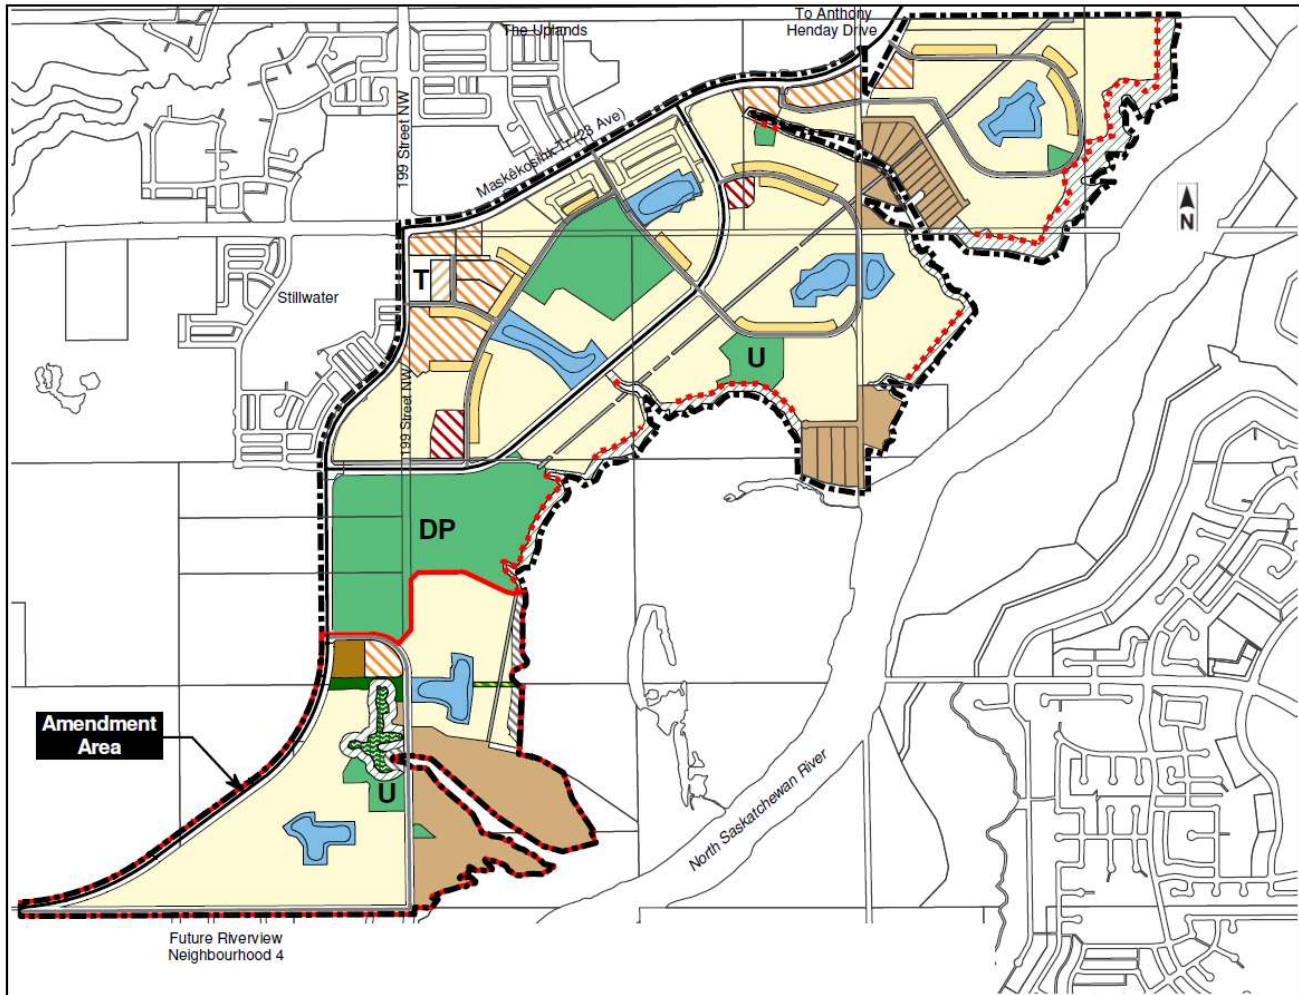 The Uplands
To Anthony
Henday Drive
199 Street NW
Maskêkosihk Tr (23 Ave)
N
T
Stillwater
U
199 Street NW
DP
Amendment
Area
U
North Saskatchewan River
Future Riverview
Neighbourhood 4